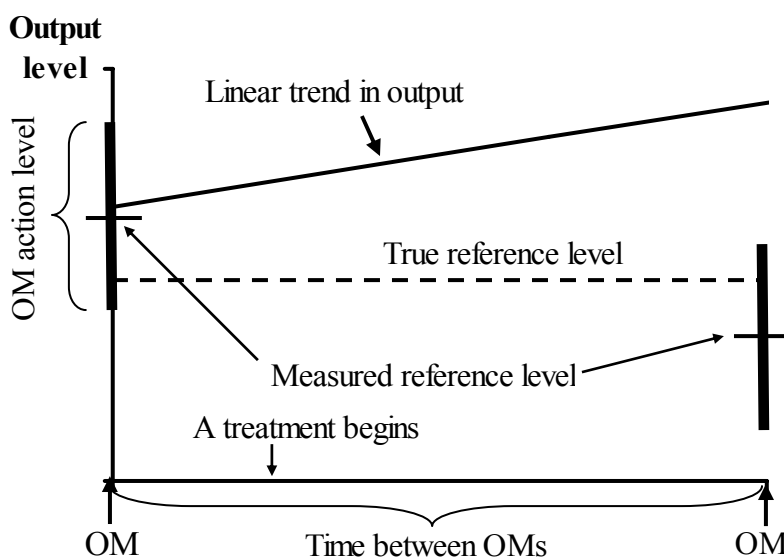 Output
level
Linear trend in output
OM action level
True reference level
Measured reference level
A treatment begins
OM
Time between OMs
OM